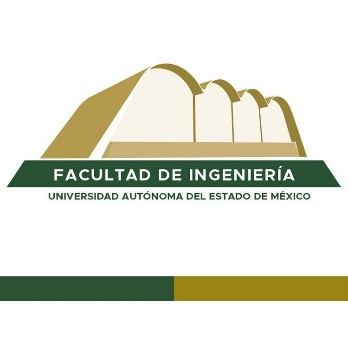 FACULTAD DE INGENIERÍA
UNIVERSIDAD AUTÓNOMA DEL ESTADO DE MÉXICO